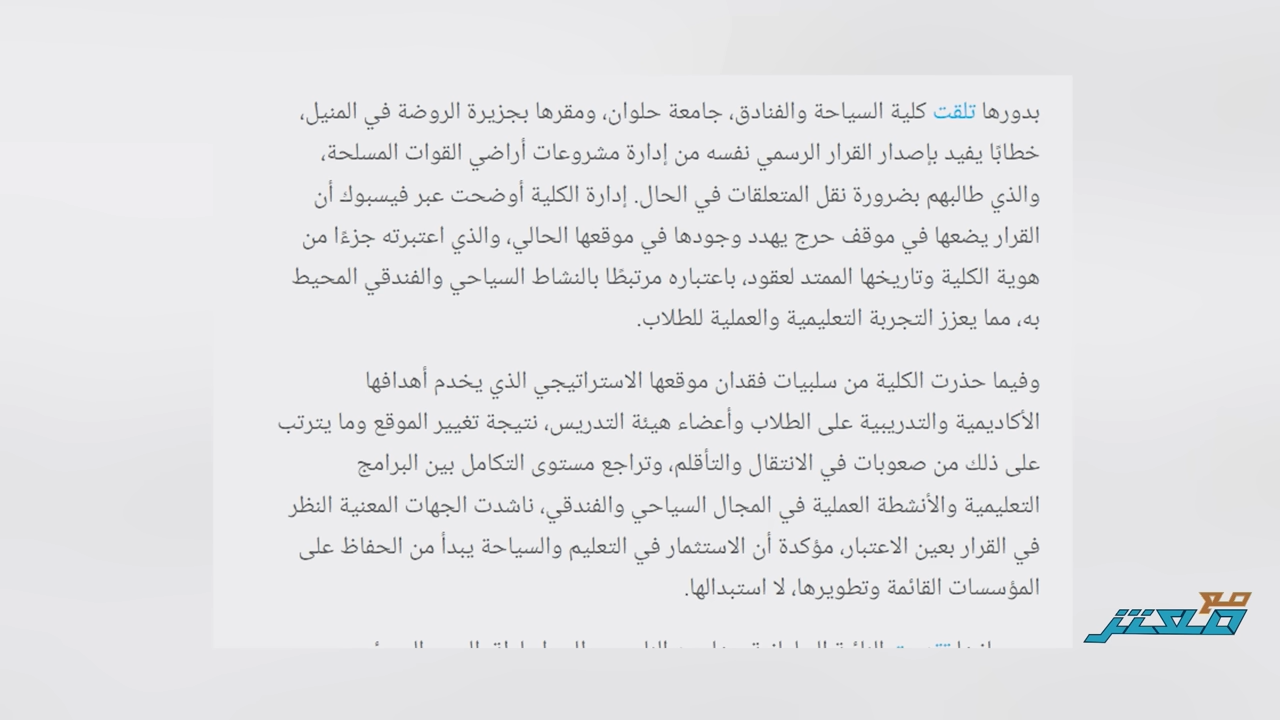 بدورها تلقت كلية السياحة والفنادق، جامعة حلوان، ومقرها بجزيرة الروضة في المنيل،
خطابًا يفيد بإصدار القرار الرسمي نفسه من إدارة مشروعات أراضي القوات المسلحة،
والذي طالبهم بضرورة نقل المتعلقات في الحال. إدارة الكلية أوضحت عبر فيسبوك أن
القرار يضعها في موقف حرج يهدد وجودها في موقعها الحالي، والذي اعتبرته جزءًا من
هوية الكلية وتاريخها الممتد لعقود، باعتباره مرتبطًا بالنشاط السياحي والفندقي المحيط
به، مما يعزز التجربة التعليمية والعملية للطلاب.
وفيما حذرت الكلية من سلبيات فقدان موقعها الاستراتيجي الذي يخدم أهدافها
الأكاديمية والتدريبية على الطلاب وأعضاء هيئة التدريس، نتيجة تغيير الموقع وما يترتب
على ذلك من صعوبات في الانتقال والتأقلم، وتراجع مستوى التكامل بين البرامج
التعليمية والأنشطة العملية في المجال السياحي والفندقي، ناشدت الجهات المعنية النظر
في القرار بعين الاعتبار، مؤكدة أن الاستثمار في التعليم والسياحة يبدأ من الحفاظ على
المؤسسات القائمة وتطويرها، لا استبدالها.
مع
معتز